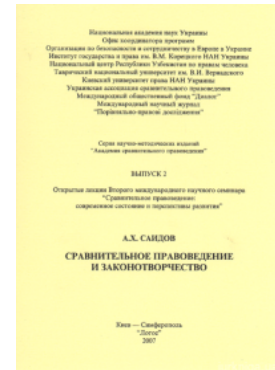 Национальная академия наук Украины
Офис координатора программ
Организации по безопасности и сотрудничеству в Европе в Украине
Институт государства и права им. В.М. Корецкого НАН Украины
Национальный центр Республики Узбекистан по правам человека
Таврический национальный университет им. В.И. Вернадского
Киевский университет права НАН Украины
Украинская ассоциация сравнительного правоведения
Международный общественный фонд "Диалог"
Международный научный журнал
"Порівняльно-правові дослідження"
Серия научно-методических изданий
"Академия сравнительного правоведения"
ВЫПУСК 2
Открытые лекции Второго международного научного семинара
"Сравнительное правоведение:
современное состояние и перспективы развития"
А.Х. САИДОВ
СРАВНИТЕЛЬНОЕ ПРАВОВЕДЕНИЕ
И ЗАКОНОТВОРЧЕСТВО
Киев — Симферополь
"Логос"
2007